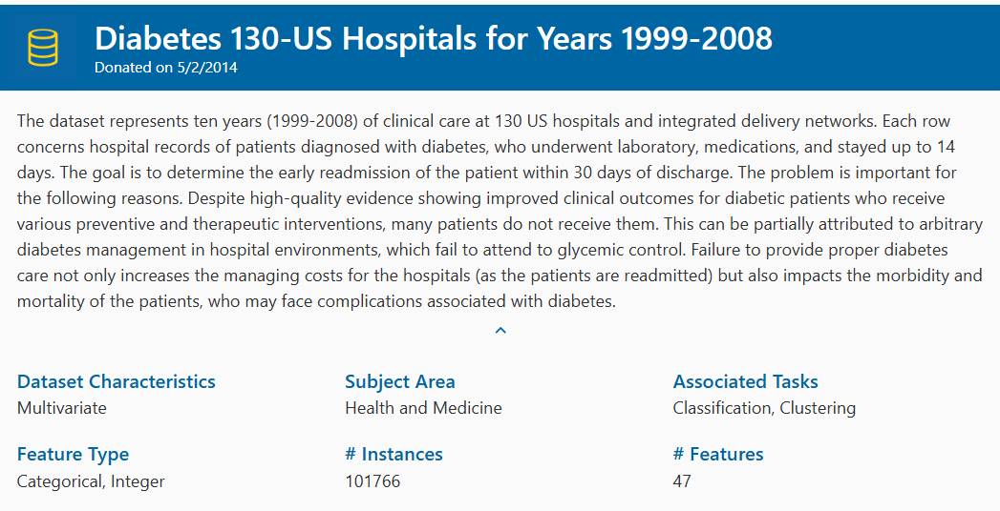 Diabetes 130-US Hospitals for Years 1999-2008
Donated on 5/2/2014
The dataset represents ten years (1999-2008) of clinical care at 130 US hospitals and integrated delivery networks. Each row
concerns hospital records of patients diagnosed with diabetes, who underwent laboratory, medications, and stayed up to 14
days. The goal is to determine the early readmission of the patient within 30 days of discharge. The problem is important for
the following reasons. Despite high-quality evidence showing improved clinical outcomes for diabetic patients who receive
various preventive and therapeutic interventions, many patients do not receive them. This can be partially attributed to arbitrary
diabetes management in hospital environments, which fail to attend to glycemic control. Failure to provide proper diabetes
care not only increases the managing costs for the hospitals (as the patients are readmitted) but also impacts the morbidity and
mortality of the patients, who may face complications associated with diabetes.
Dataset Characteristics
Multivariate
Subject Area
Health and Medicine
Associated Tasks
Classification, Clustering
Feature Type
Categorical, Integer
# Instances
101766
# Features
47